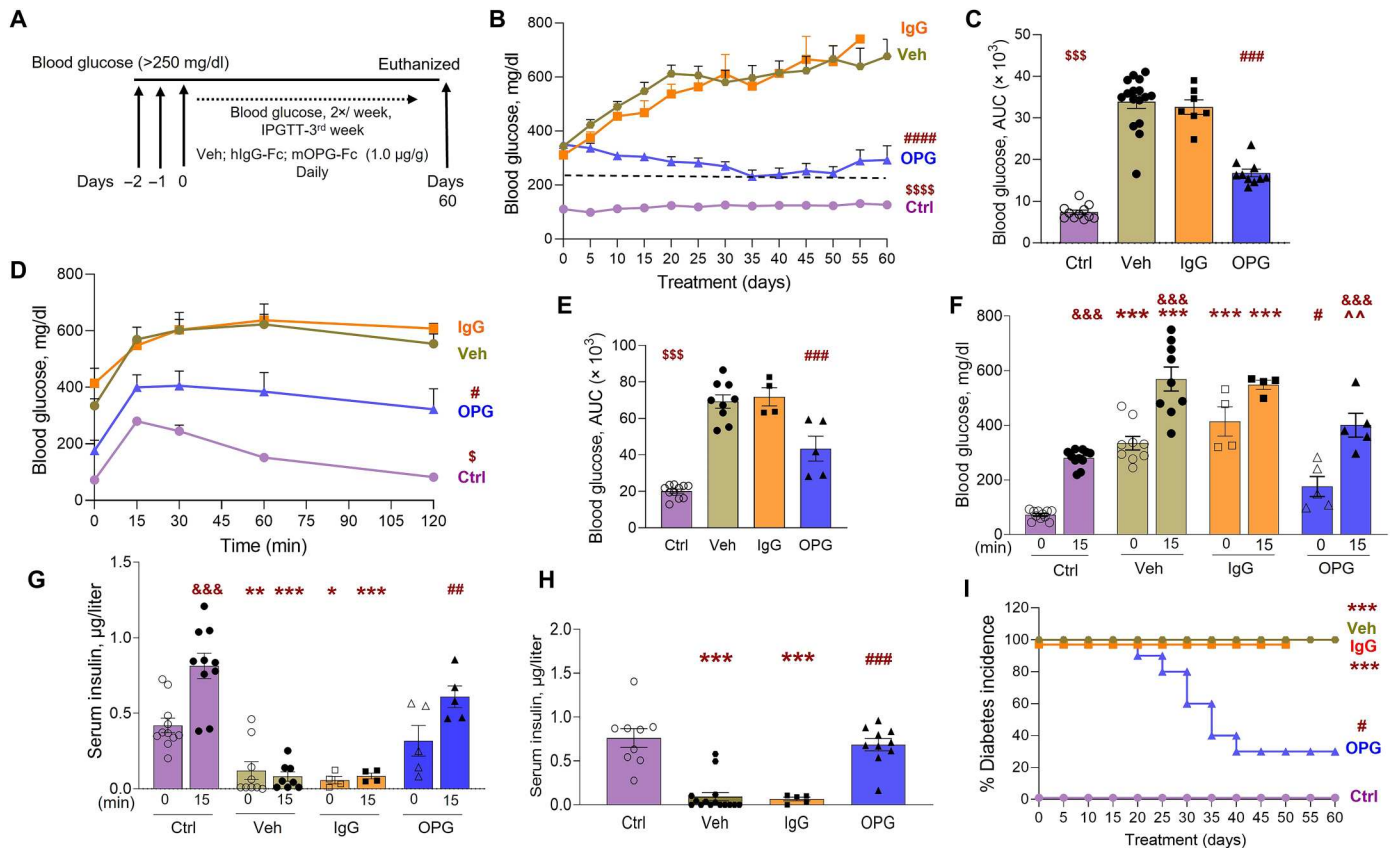 A
Blood glucose (>250 mg/dl)
Euthanized
Blood glucose, 2×/ week,
IPGTT-3rd week
Veh; hIgG-Fc; mOPG-Fc (1.0 µg/g)
Daily
Days
−2
−1
0
Days
60
B
Blood glucose, mg/dl
800
600
400
200
0
0 5 10 15 20 25 30 35 40 45 50 55 60
Treatment (days)
IgG
Veh
####
OPG
$$$$
Ctrl
C
Blood glucose, AUC (× 10³)
50
40
30
20
10
0
$$$
###
Ctrl Veh IgG OPG
D
Blood glucose, mg/dl
800
600
400
200
0
0 15 30 45 60 75 90 105 120
Time (min)
IgG
Veh
#
OPG
$
Ctrl
E
Blood glucose, AUC (× 10³)
100
80
60
40
20
0
$$$
###
Ctrl Veh IgG OPG
F
Blood glucose, mg/dl
800
600
400
200
0
&&&
***
&&&
***
***
***
#
&&&
^^
(min) 0 15 0 15 0 15 0 15
Ctrl Veh IgG OPG
G
Serum insulin, µg/liter
1.5
1.0
0.5
0.0
&&& ** *** * *** ##
(min) 0 15 0 15 0 15 0 15
Ctrl Veh IgG OPG
H
Serum insulin, µg/liter
2.0
1.5
1.0
0.5
0.0
*** *** ###
Ctrl Veh IgG OPG
I
% Diabetes incidence
120
100
80
60
40
20
0
0 5 10 15 20 25 30 35 40 45 50 55 60
Treatment (days)
***
Veh
IgG
***
#
OPG
Ctrl